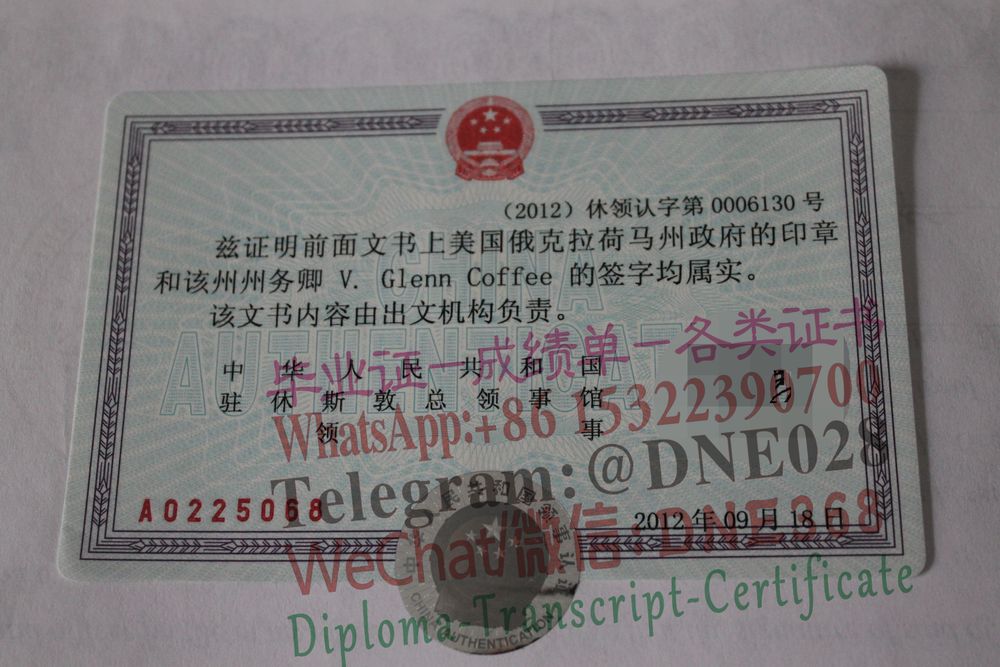 （2012）休领认字第 0006130 号
兹证明前面文书上美国俄克拉荷马州政府的印章
和该州州务卿 V. Glenn Coffee 的签字均属实。
该文书内容由出文机构负责。
CHINA
AUTHENTICAT
毕业证—成绩单—各类证书
中华人民共和国
驻休斯敦总领事馆
领事
WhatsApp:+86 15322390700
Telegram:@DNE028
A0225068
2012 年 09 月 18 日
WeChat/微信:DNE268
Diploma-Transcript-Certificate
CHINA AUTHENTICATION